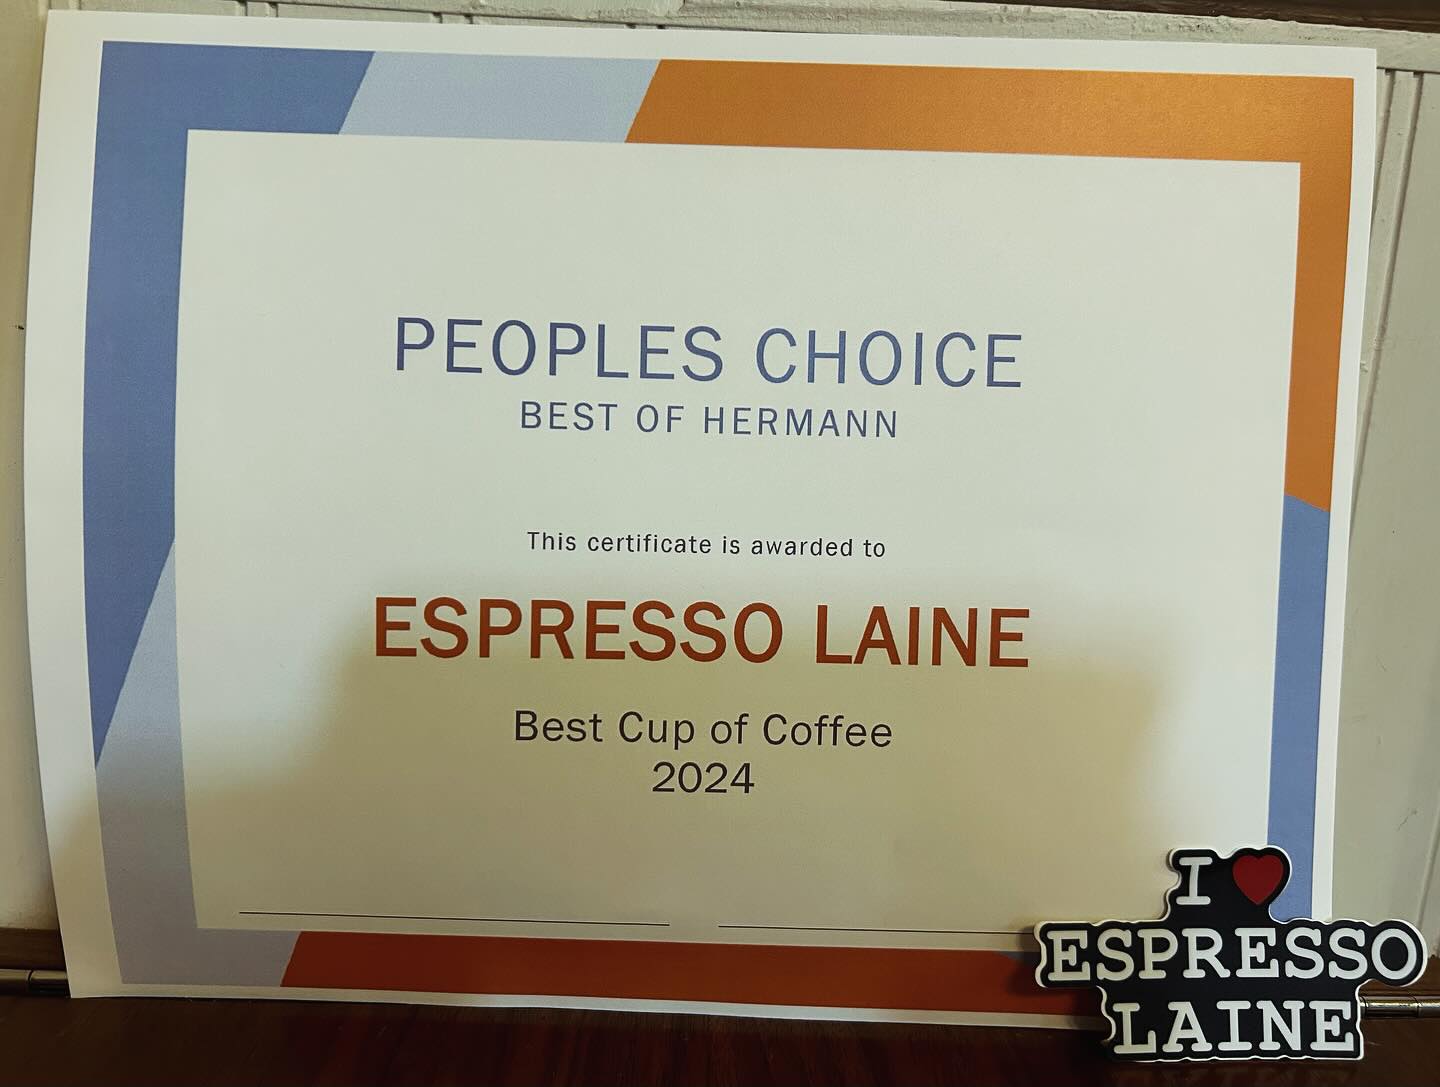 PEOPLES CHOICE
BEST OF HERMANN
This certificate is awarded to
ESPRESSO LAINE
Best Cup of Coffee
2024
I ❤
ESPRESSO
LAINE